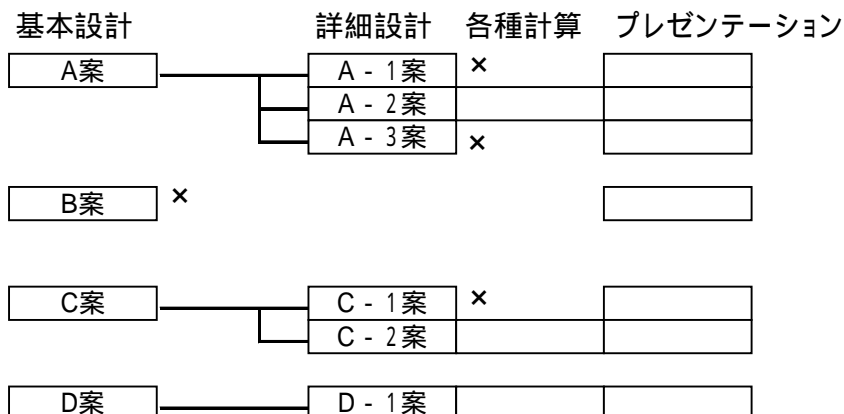 基本設計 詳細設計 各種計算 プレゼンテーション
A案 A - 1案 ×
A - 2案
A - 3案 ×
B案 ×
C案 C - 1案 ×
C - 2案
D案 D - 1案